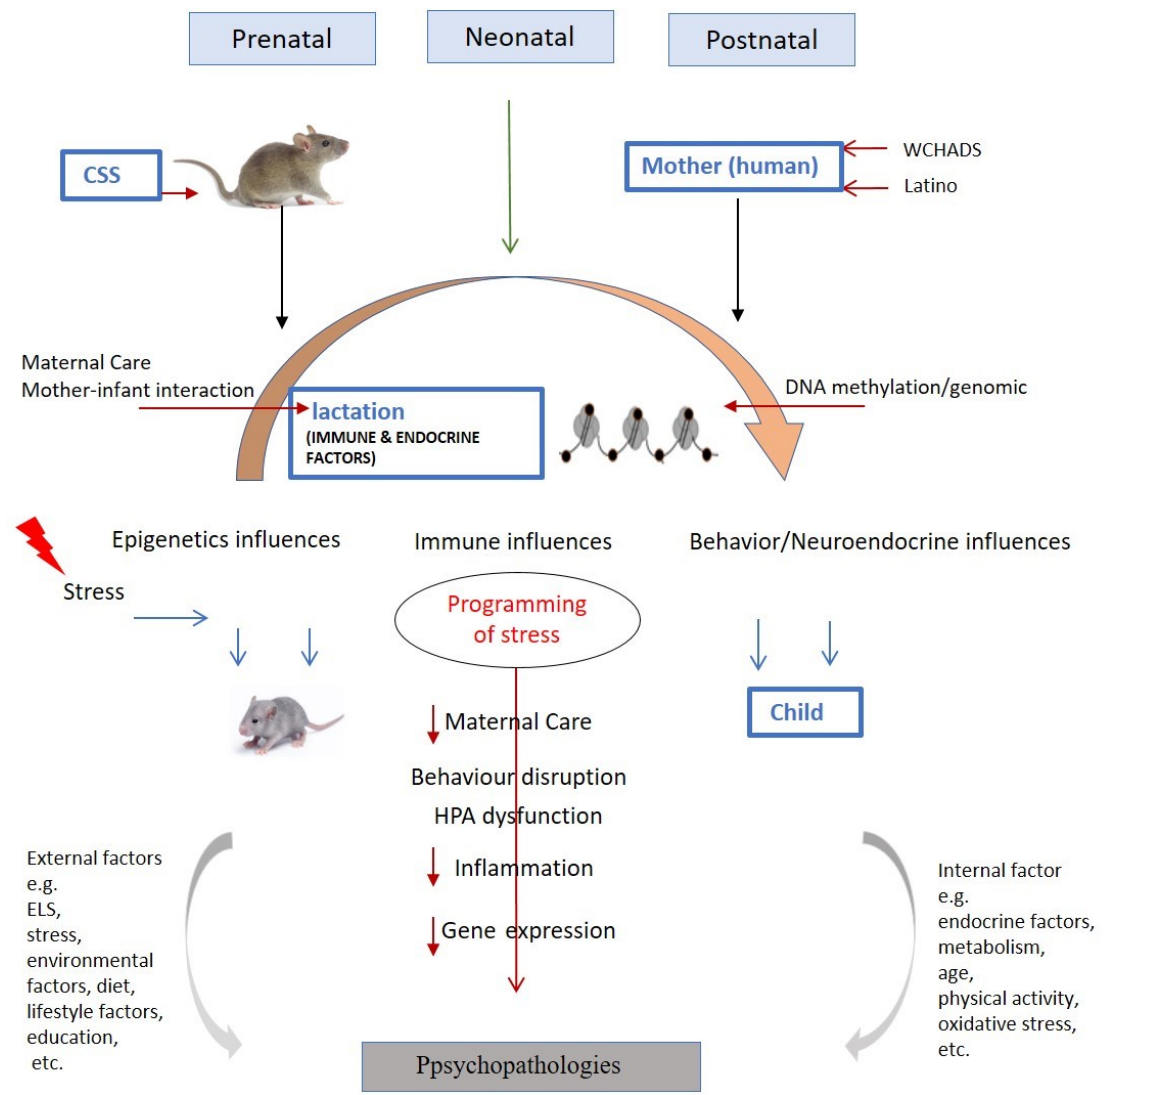 Prenatal
Neonatal
Postnatal
CSS
Mother (human)
WCHADS
Latino
Maternal Care
Mother-infant interaction
lactation
(IMMUNE & ENDOCRINE
FACTORS)
DNA methylation/genomic
Epigenetics influences
Immune influences
Behavior/Neuroendocrine influences
Stress
Programming
of stress
Child
Maternal Care
Behaviour disruption
HPA dysfunction
Inflammation
Gene expression
External factors
e.g.
ELS,
stress,
environmental
factors, diet,
lifestyle factors,
education,
etc.
Internal factor
e.g.
endocrine factors,
metabolism,
age,
physical activity,
oxidative stress,
etc.
Ppsychopathologies